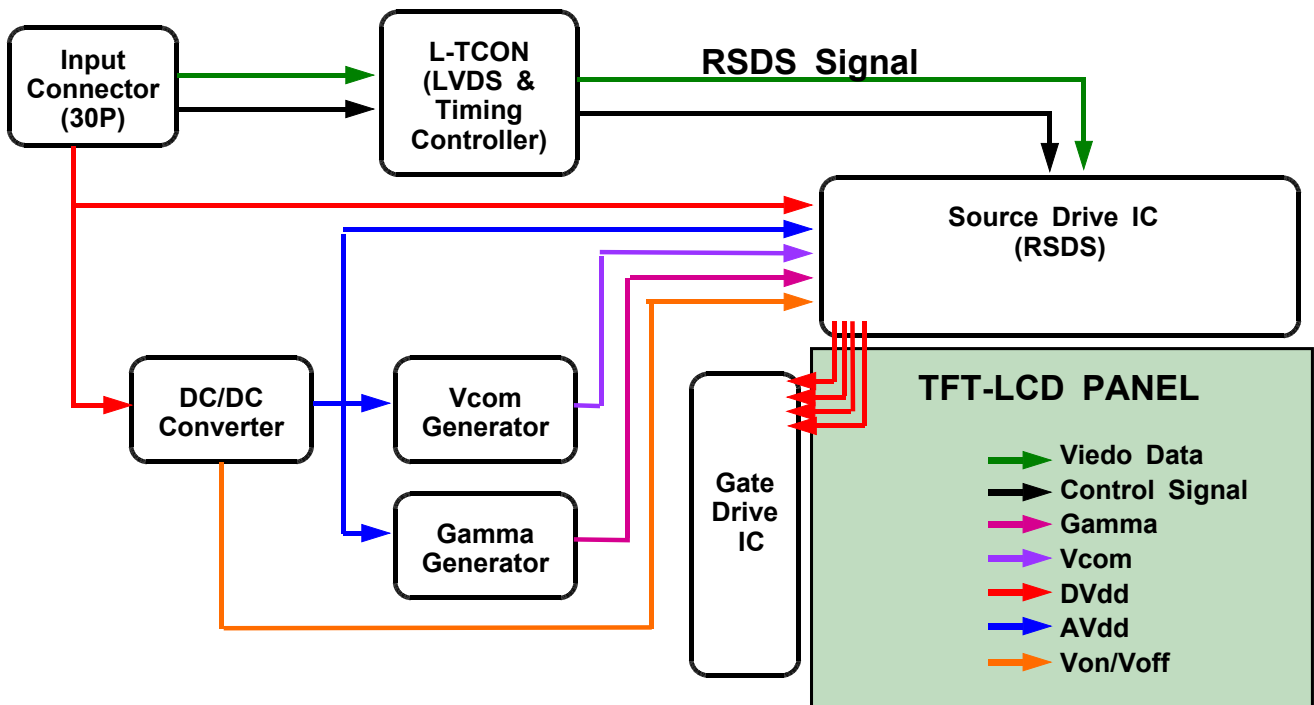 Input
Connector
(30P)
L-TCON
(LVDS &
Timing
Controller)
RSDS Signal
Source Drive IC
(RSDS)
DC/DC
Converter
Vcom
Generator
Gamma
Generator
Gate
Drive
IC
TFT-LCD PANEL
Viedo Data
Control Signal
Gamma
Vcom
DVdd
AVdd
Von/Voff